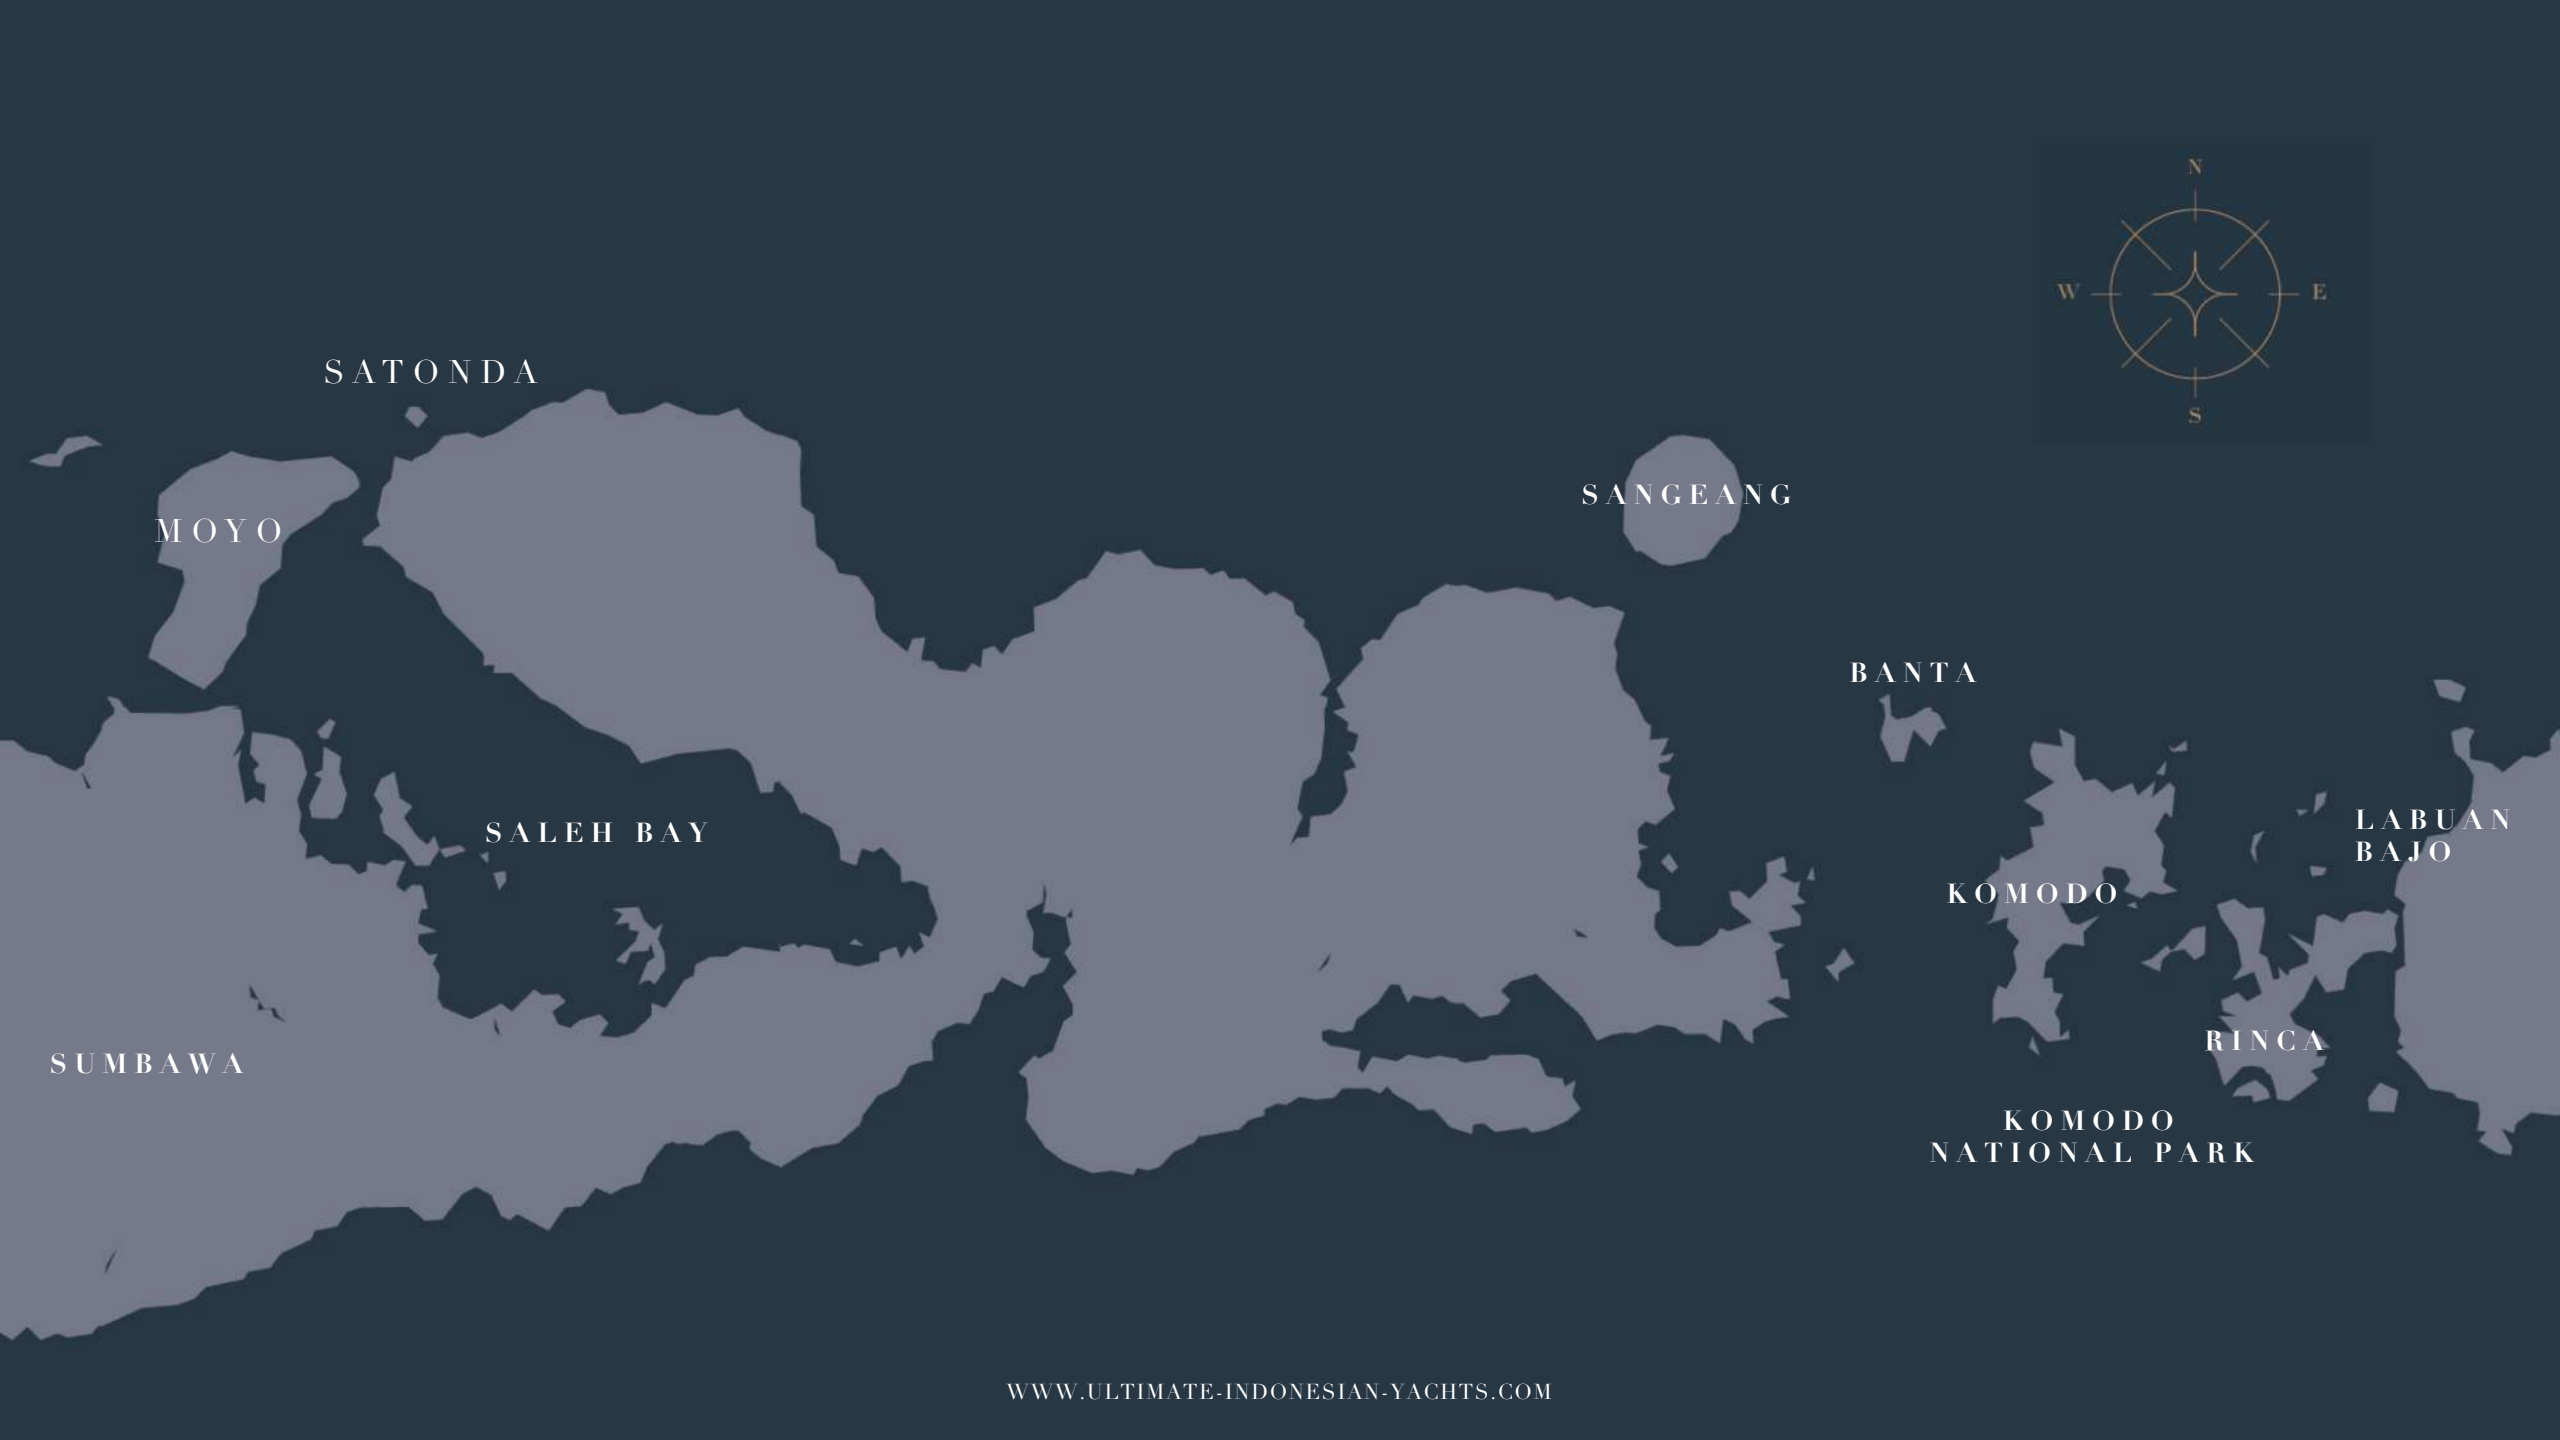 N
W
E
S
SATONDA
MOYO
SANGEANG
BANTA
SALEH BAY
LABUAN
BAJO
KOMODO
SUMBAWA
RINCA
KOMODO
NATIONAL PARK
WWW.ULTIMATE-INDONESIAN-YACHTS.COM